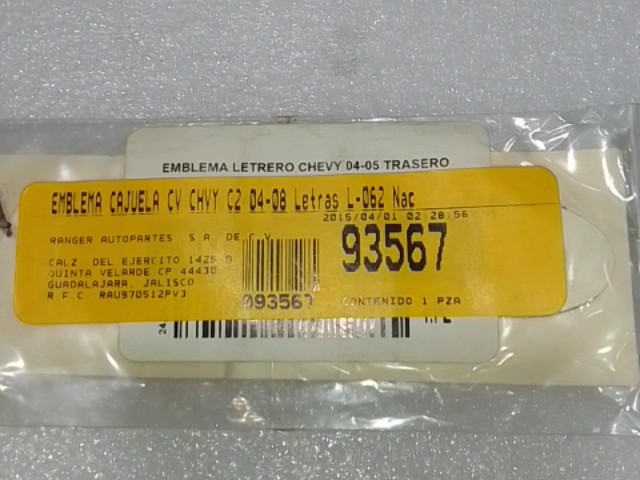 EMBLEMA LETRERO CHEVY 04-05 TRASERO
EMBLEMA CAJUELA CV CHVY C2 04-08 Letras L-062 Nac
2015/04/01 02:28:56
RANGER AUTOPARTES S A DE C V
93567
CALZ DEL EJERCITO 1425 B
QUINTA VELARDE CP 44430
GUADALAJARA, JALISCO
R.F.C RAU970512PV3
093567
CONTENIDO 1 PZA
24